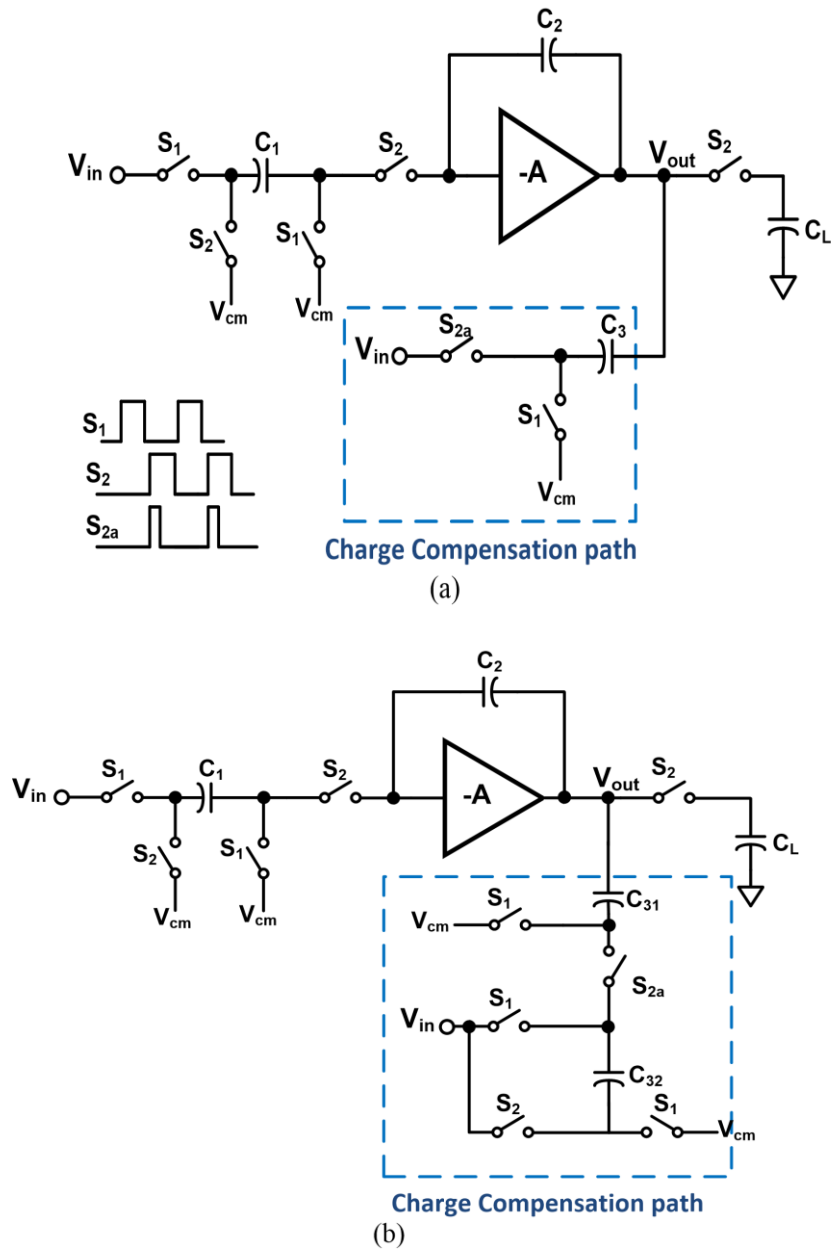 C2
S1
C1
S2
Vin
-A
Vout
S2
S2
S1
CL
Vcm
Vcm
S2a
C3
Vin
S1
S1
S2
Vcm
S2a
Charge Compensation path
(a)
C2
S1
C1
S2
Vin
-A
Vout
S2
S2
S1
CL
Vcm
Vcm
S1
C31
Vcm
S2a
S1
Vin
C32
S2
S1
Vcm
Charge Compensation path
(b)